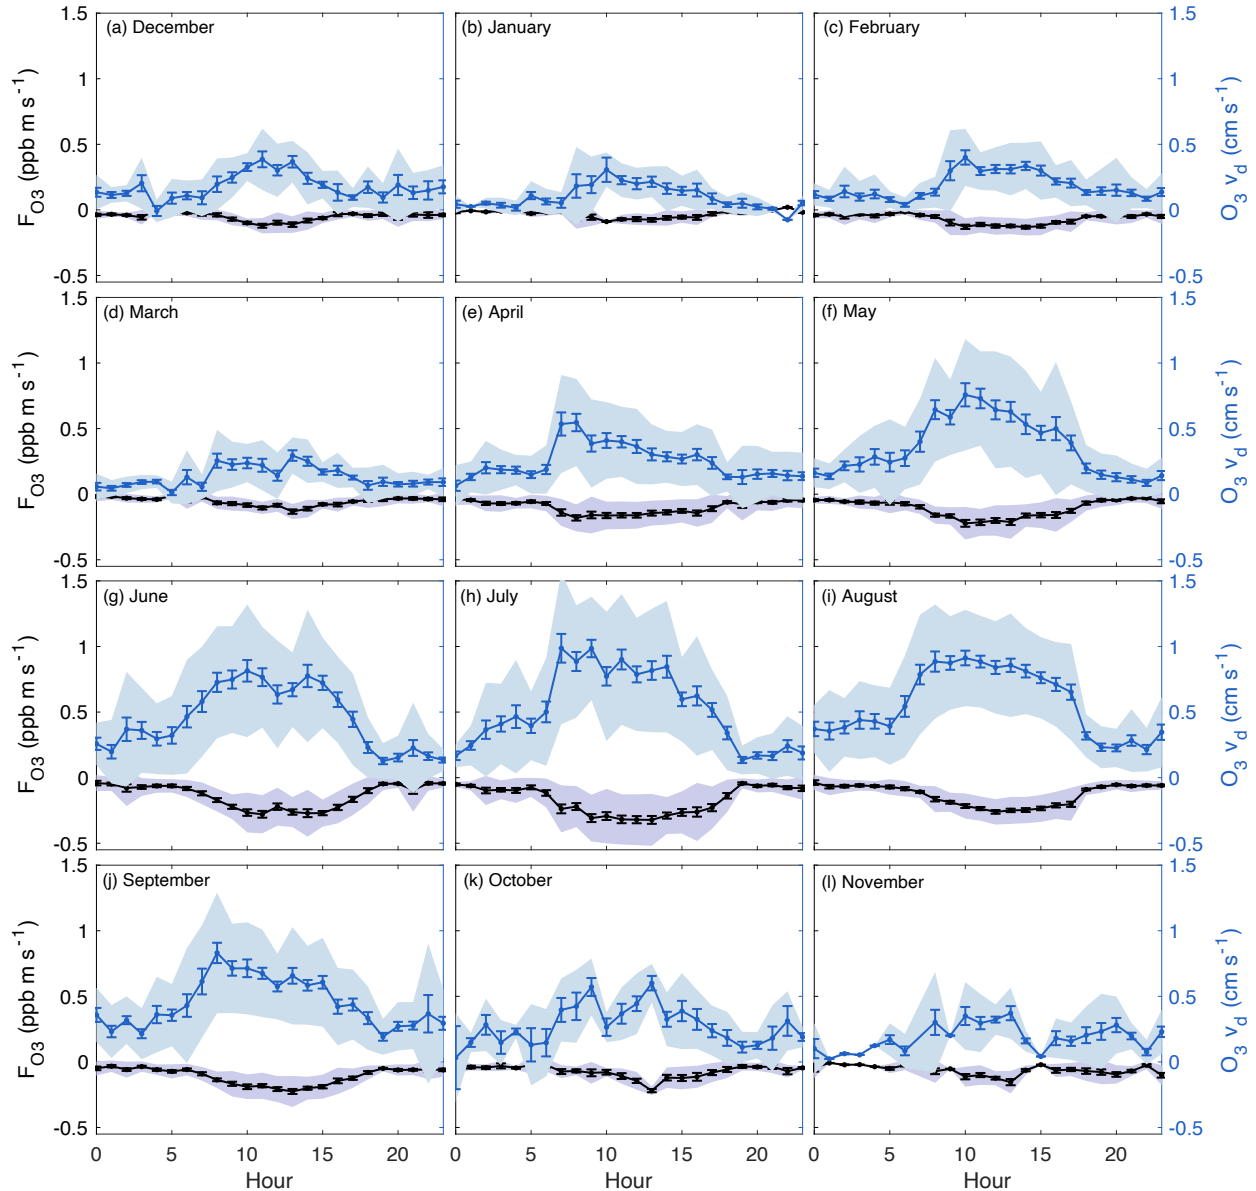 (a) December
(b) January
(c) February
1.5
1
0.5
0
-0.5
F_O3 (ppb m s^-1)
1.5
1
0.5
0
-0.5
O_3 v_d (cm s^-1)
(d) March
(e) April
(f) May
1.5
1
0.5
0
-0.5
F_O3 (ppb m s^-1)
1.5
1
0.5
0
-0.5
O_3 v_d (cm s^-1)
(g) June
(h) July
(i) August
1.5
1
0.5
0
-0.5
F_O3 (ppb m s^-1)
1.5
1
0.5
0
-0.5
O_3 v_d (cm s^-1)
(j) September
(k) October
(l) November
1.5
1
0.5
0
-0.5
F_O3 (ppb m s^-1)
1.5
1
0.5
0
-0.5
O_3 v_d (cm s^-1)
0 5 10 15 20
0 5 10 15 20
0 5 10 15 20
Hour
Hour
Hour